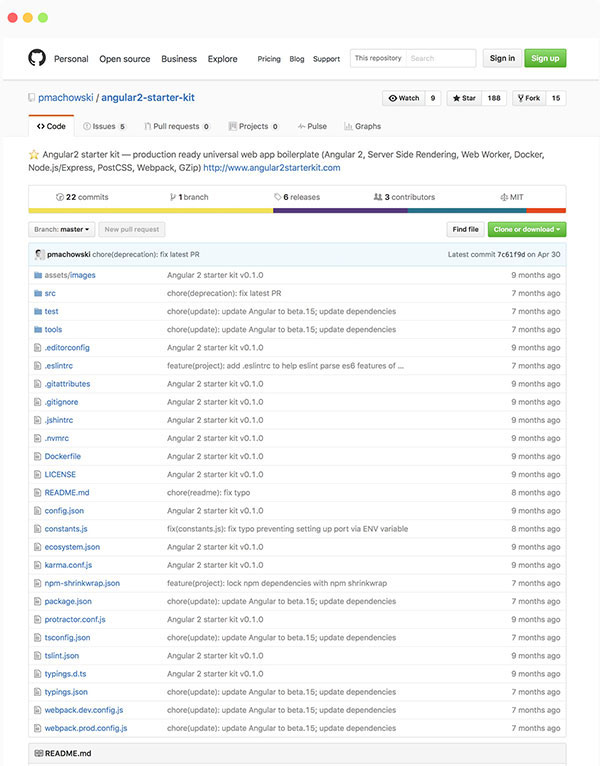 Personal Open source Business Explore Pricing Blog Support This repository Search Sign in Sign up
pmachowski / angular2-starter-kit Watch 9 Star 188 Fork 15
Code Issues 5 Pull requests 0 Projects 0 Pulse Graphs
Angular2 starter kit — production ready universal web app boilerplate (Angular 2, Server Side Rendering, Web Worker, Docker,
Node.js/Express, PostCSS, Webpack, GZip) http://www.angular2starterkit.com
22 commits 1 branch 6 releases 3 contributors MIT
Branch: master New pull request Find file Clone or download
pmachowski chore(deprecation): fix latest PR Latest commit 7c61f9d on Apr 30
assets/images Angular 2 starter kit v0.1.0 9 months ago
src chore(deprecation): fix latest PR 7 months ago
test chore(update): update Angular to beta.15; update dependencies 7 months ago
tools chore(update): update Angular to beta.15; update dependencies 7 months ago
.editorconfig Angular 2 starter kit v0.1.0 9 months ago
.eslintrc feature(project): add .eslintrc to help eslint parse es6 features of ... 7 months ago
.gitattributes Angular 2 starter kit v0.1.0 9 months ago
.gitignore Angular 2 starter kit v0.1.0 9 months ago
.jshintrc Angular 2 starter kit v0.1.0 9 months ago
.nvmrc Angular 2 starter kit v0.1.0 9 months ago
Dockerfile Angular 2 starter kit v0.1.0 9 months ago
LICENSE Angular 2 starter kit v0.1.0 9 months ago
README.md chore(readme): fix typo 8 months ago
config.json Angular 2 starter kit v0.1.0 9 months ago
constants.js fix(constants.js): fix typo preventing setting up port via ENV variable 8 months ago
ecosystem.json Angular 2 starter kit v0.1.0 9 months ago
karma.conf.js Angular 2 starter kit v0.1.0 9 months ago
npm-shrinkwrap.json feature(project): lock npm dependencies with npm shrinkwrap 7 months ago
package.json chore(update): update Angular to beta.15; update dependencies 7 months ago
protractor.conf.js Angular 2 starter kit v0.1.0 9 months ago
tsconfig.json chore(update): update Angular to beta.15; update dependencies 7 months ago
tslint.json Angular 2 starter kit v0.1.0 9 months ago
typings.d.ts Angular 2 starter kit v0.1.0 9 months ago
typings.json chore(update): update Angular to beta.15; update dependencies 7 months ago
webpack.dev.config.js chore(update): update Angular to beta.15; update dependencies 7 months ago
webpack.prod.config.js chore(update): update Angular to beta.15; update dependencies 7 months ago
README.md